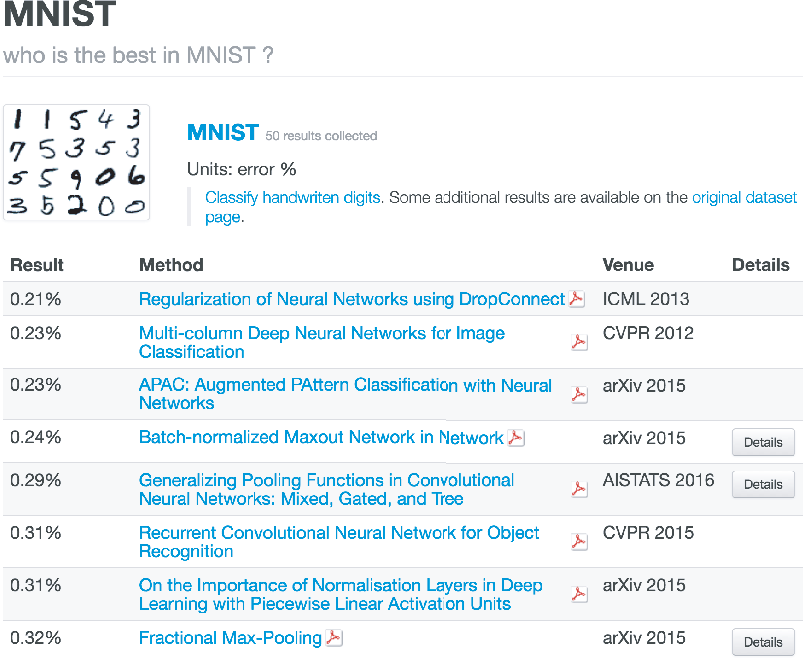 MNIST
who is the best in MNIST ?
1 1 5 4 3
7 5 3 5 3
5 5 9 0 6
3 5 2 0 0
MNIST 50 results collected
Units: error %
Classify handwriten digits. Some additional results are available on the original dataset
page.
Result Method Venue Details
0.21% Regularization of Neural Networks using DropConnect ICML 2013
0.23% Multi-column Deep Neural Networks for Image CVPR 2012
Classification
0.23% APAC: Augmented PAttern Classification with Neural arXiv 2015
Networks
0.24% Batch-normalized Maxout Network in Network arXiv 2015 Details
0.29% Generalizing Pooling Functions in Convolutional AISTATS 2016 Details
Neural Networks: Mixed, Gated, and Tree
0.31% Recurrent Convolutional Neural Network for Object CVPR 2015
Recognition
0.31% On the Importance of Normalisation Layers in Deep arXiv 2015
Learning with Piecewise Linear Activation Units
0.32% Fractional Max-Pooling arXiv 2015 Details